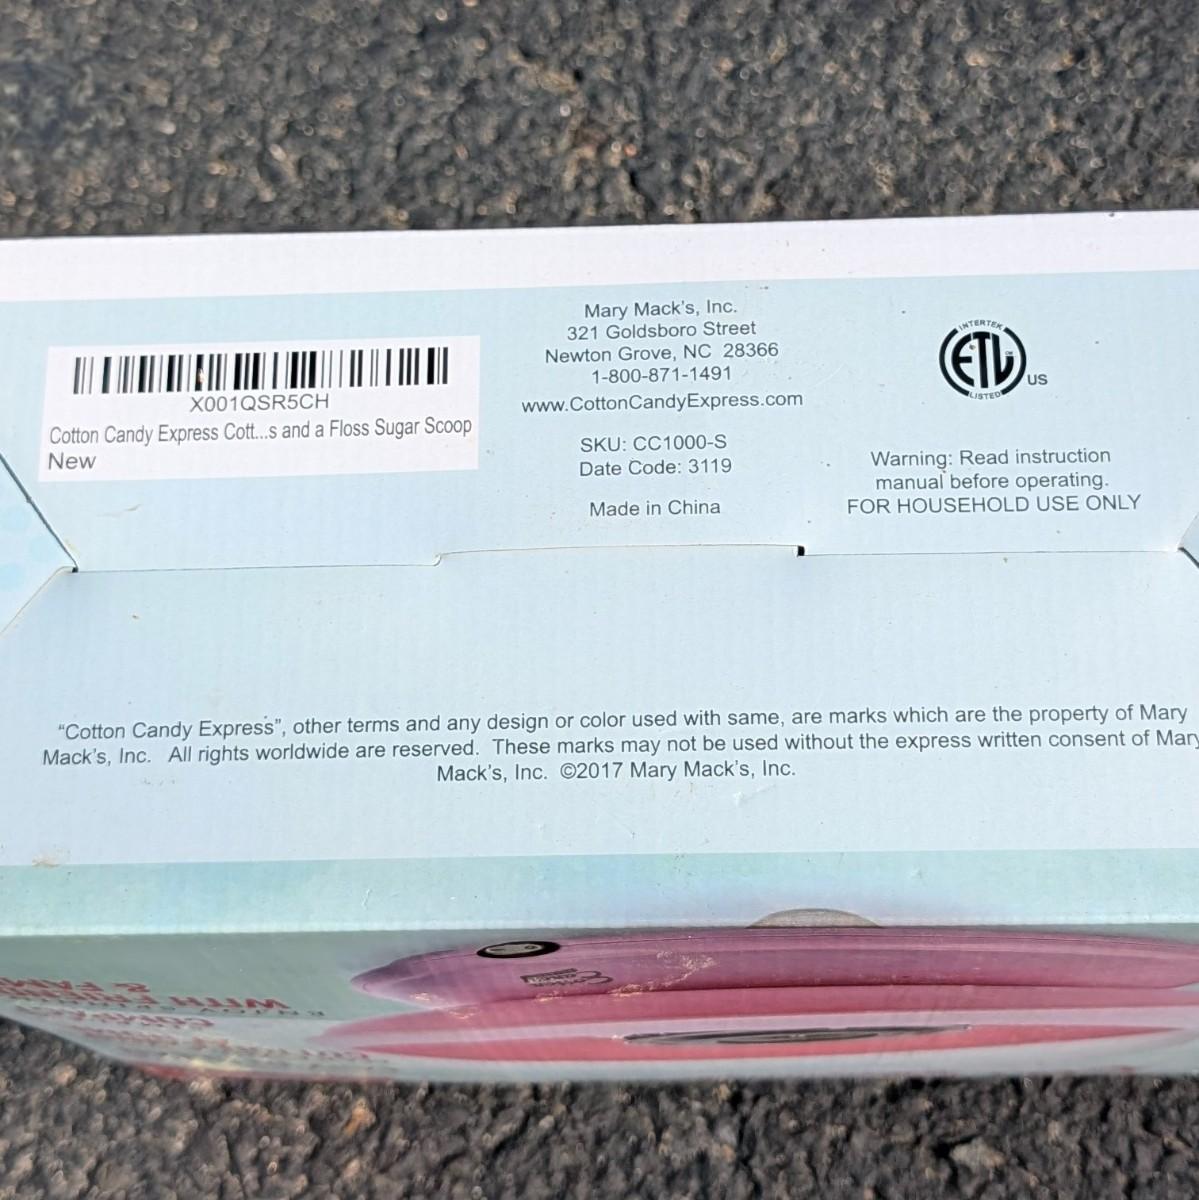 X001QSR5CH
Cotton Candy Express Cott...s and a Floss Sugar Scoop
New
Mary Mack's, Inc.
321 Goldsboro Street
Newton Grove, NC 28366
1-800-871-1491
www.CottonCandyExpress.com
SKU: CC1000-S
Date Code: 3119
Made in China
INTERTEK
ETL
LISTED
US
Warning: Read instruction
manual before operating.
FOR HOUSEHOLD USE ONLY
“Cotton Candy Express”, other terms and any design or color used with same, are marks which are the property of Mary
Mack's, Inc. All rights worldwide are reserved. These marks may not be used without the express written consent of Mary
Mack's, Inc. ©2017 Mary Mack's, Inc.
WITH
&